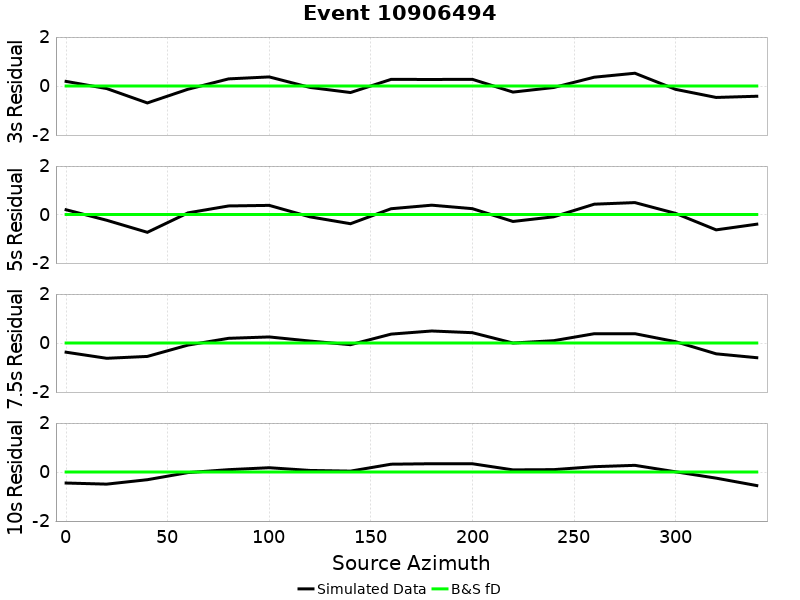 Event 10906494
3s Residual
2
0
-2
5s Residual
2
0
-2
7.5s Residual
2
0
-2
10s Residual
2
0
-2
0 50 100 150 200 250 300
Source Azimuth
Simulated Data B&S fD